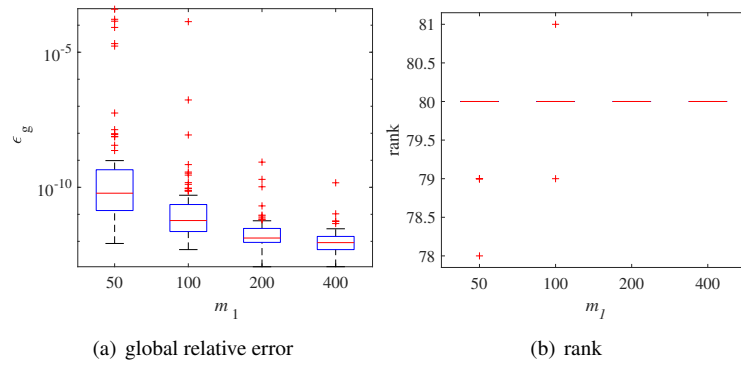 10^-5
10^-10
ϵ_g
50 100 200 400
m_1
(a) global relative error
81
80.5
80
79.5
79
78.5
78
rank
50 100 200 400
m_1
(b) rank